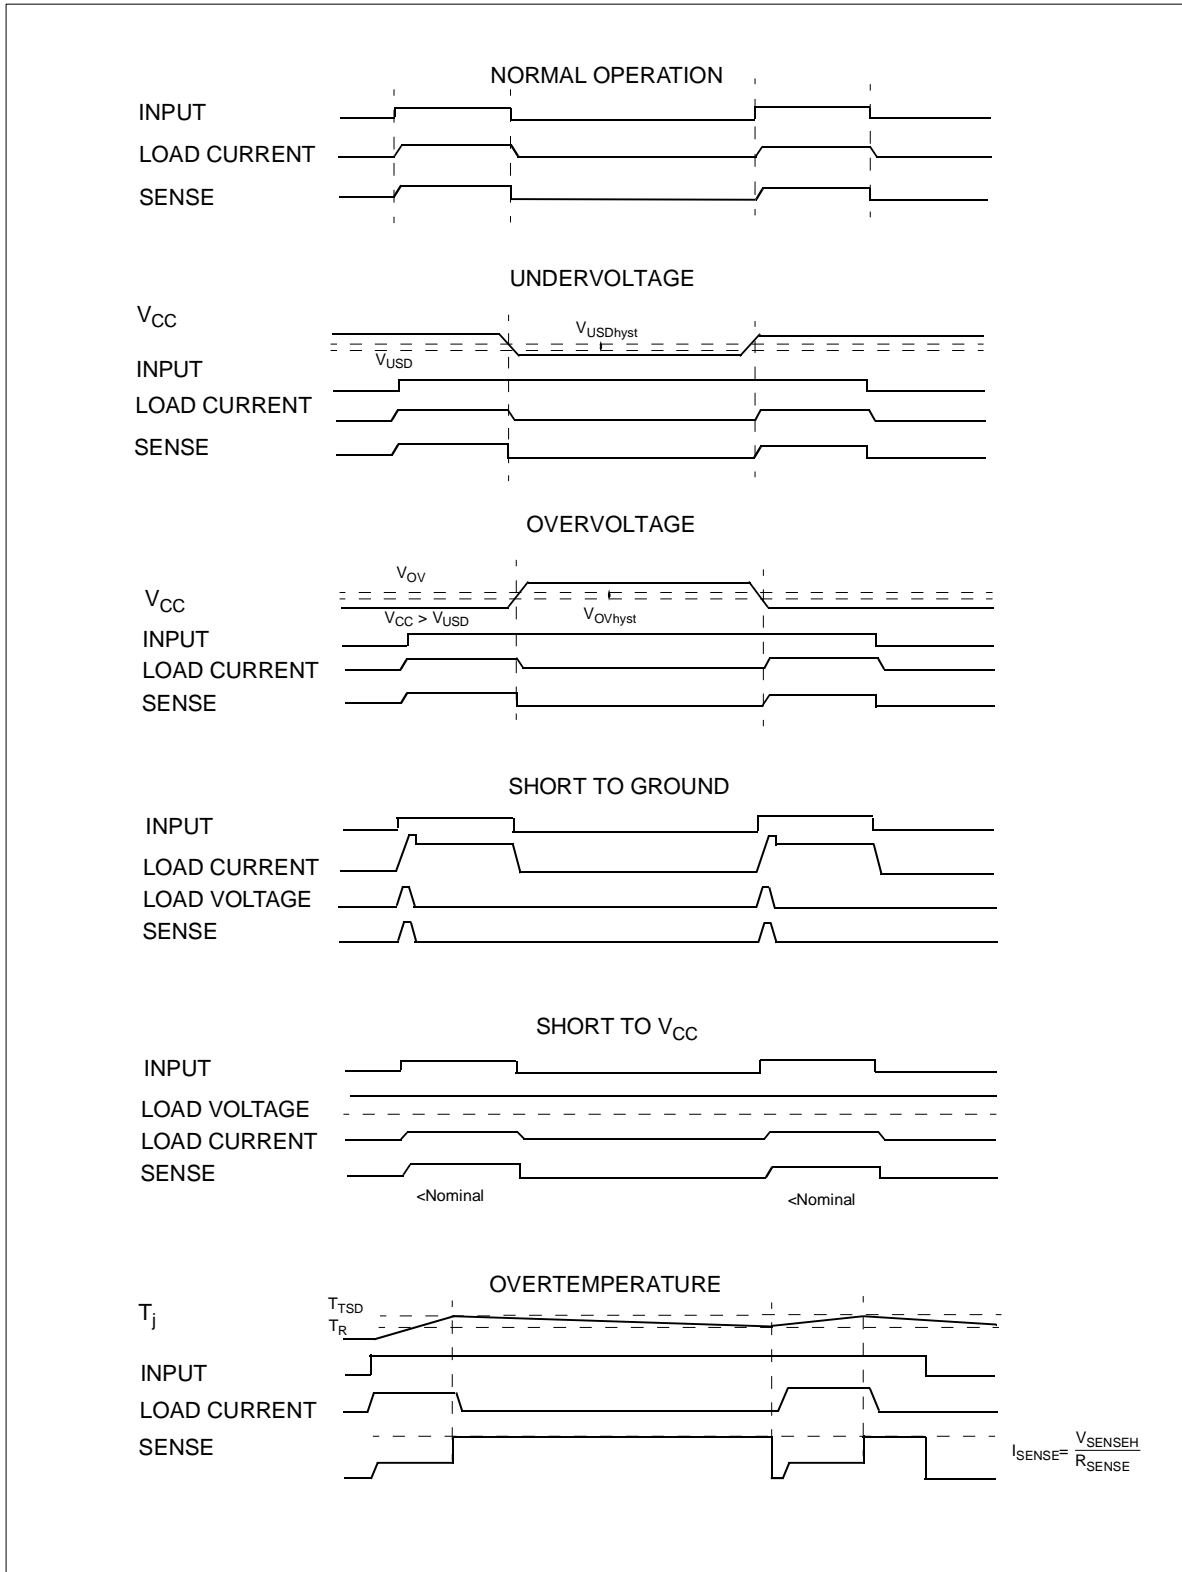 NORMAL OPERATION
INPUT
LOAD CURRENT
SENSE
UNDERVOLTAGE
VCC
VUSDhyst
VUSD
INPUT
LOAD CURRENT
SENSE
OVERVOLTAGE
VOV
VCC
VCC > VUSD
VOVhyst
INPUT
LOAD CURRENT
SENSE
SHORT TO GROUND
INPUT
LOAD CURRENT
LOAD VOLTAGE
SENSE
SHORT TO VCC
INPUT
LOAD VOLTAGE
LOAD CURRENT
SENSE
<Nominal
<Nominal
OVERTEMPERATURE
Tj
TTSD
TR
INPUT
LOAD CURRENT
SENSE
ISENSE= VSENSEH
RSENSE